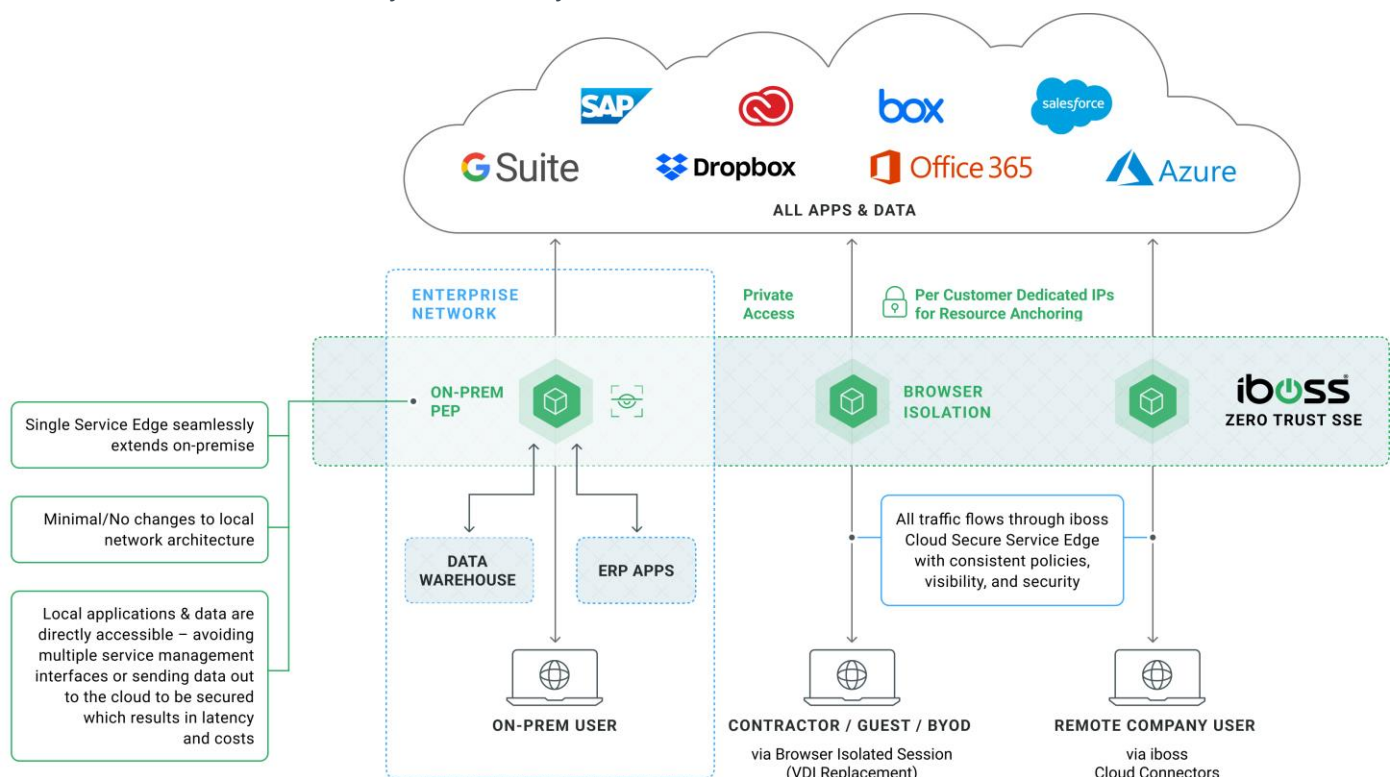 SAP
box
salesforce
G Suite
Dropbox
Office 365
Azure
ALL APPS & DATA
ENTERPRISE
NETWORK
Private
Access
Per Customer Dedicated IPs
for Resource Anchoring
ON-PREM
PEP
BROWSER
ISOLATION
iboss
ZERO TRUST SSE
Single Service Edge seamlessly
extends on-premise
Minimal/No changes to local
network architecture
Local applications & data are
directly accessible – avoiding
multiple service management
interfaces or sending data out
to the cloud to be secured
which results in latency
and costs
DATA
WAREHOUSE
ERP APPS
All traffic flows through iboss
Cloud Secure Service Edge
with consistent policies,
visibility, and security
ON-PREM USER
CONTRACTOR / GUEST / BYOD
via Browser Isolated Session
(VDI Replacement)
REMOTE COMPANY USER
via iboss
Cloud Connectors